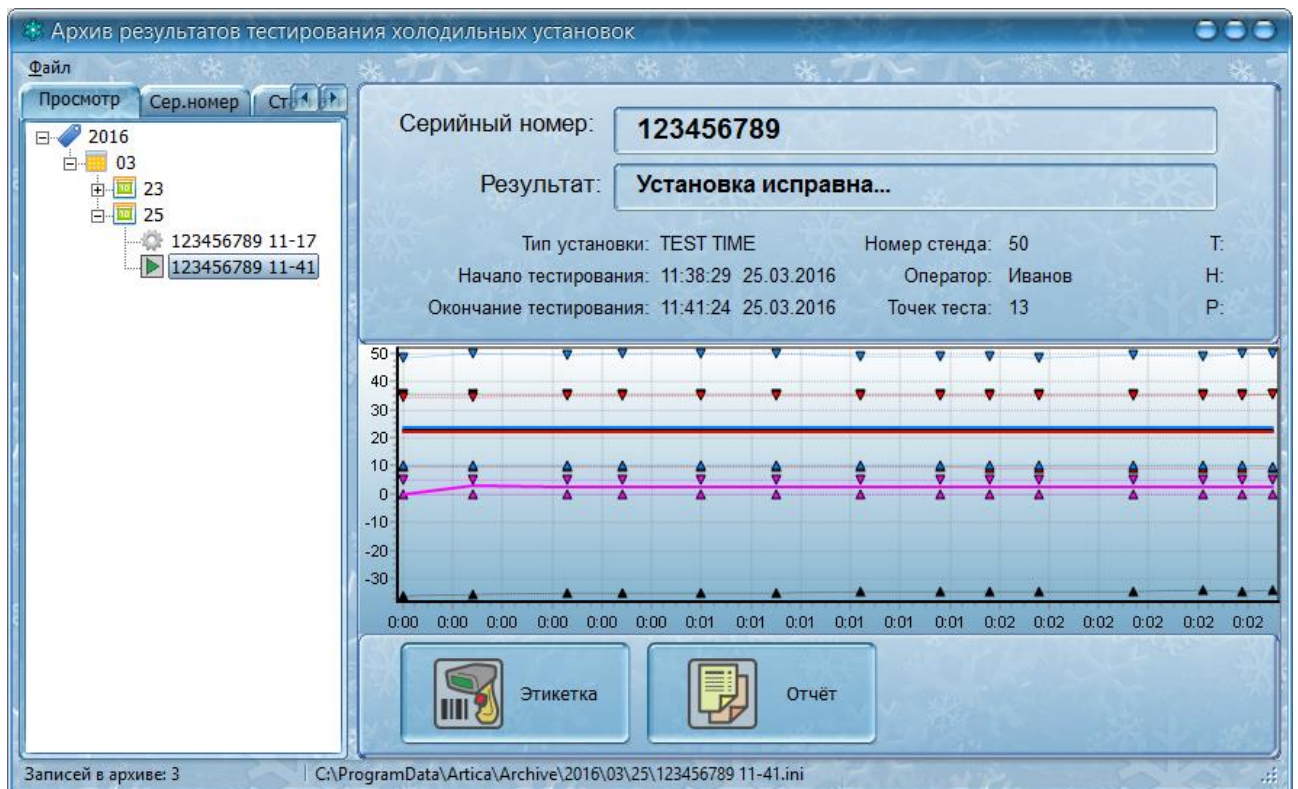 Архив результатов тестирования холодильных установок
Файл
Просмотр Сер.номер Ст
2016
03
23
25
123456789 11-17
123456789 11-41
Серийный номер: 123456789
Результат: Установка исправна...
Тип установки: TEST TIME Номер стенда: 50 T:
Начало тестирования: 11:38:29 25.03.2016 Оператор: Иванов H:
Окончание тестирования: 11:41:24 25.03.2016 Точек теста: 13 P:
50
40
30
20
10
0
-10
-20
-30
0:00 0:00 0:00 0:00 0:00 0:00 0:01 0:01 0:01 0:01 0:01 0:01 0:02 0:02 0:02 0:02 0:02 0:02
Этикетка Отчёт
Записей в архиве: 3 C:\ProgramData\Artica\Archive\2016\03\25\123456789 11-41.ini